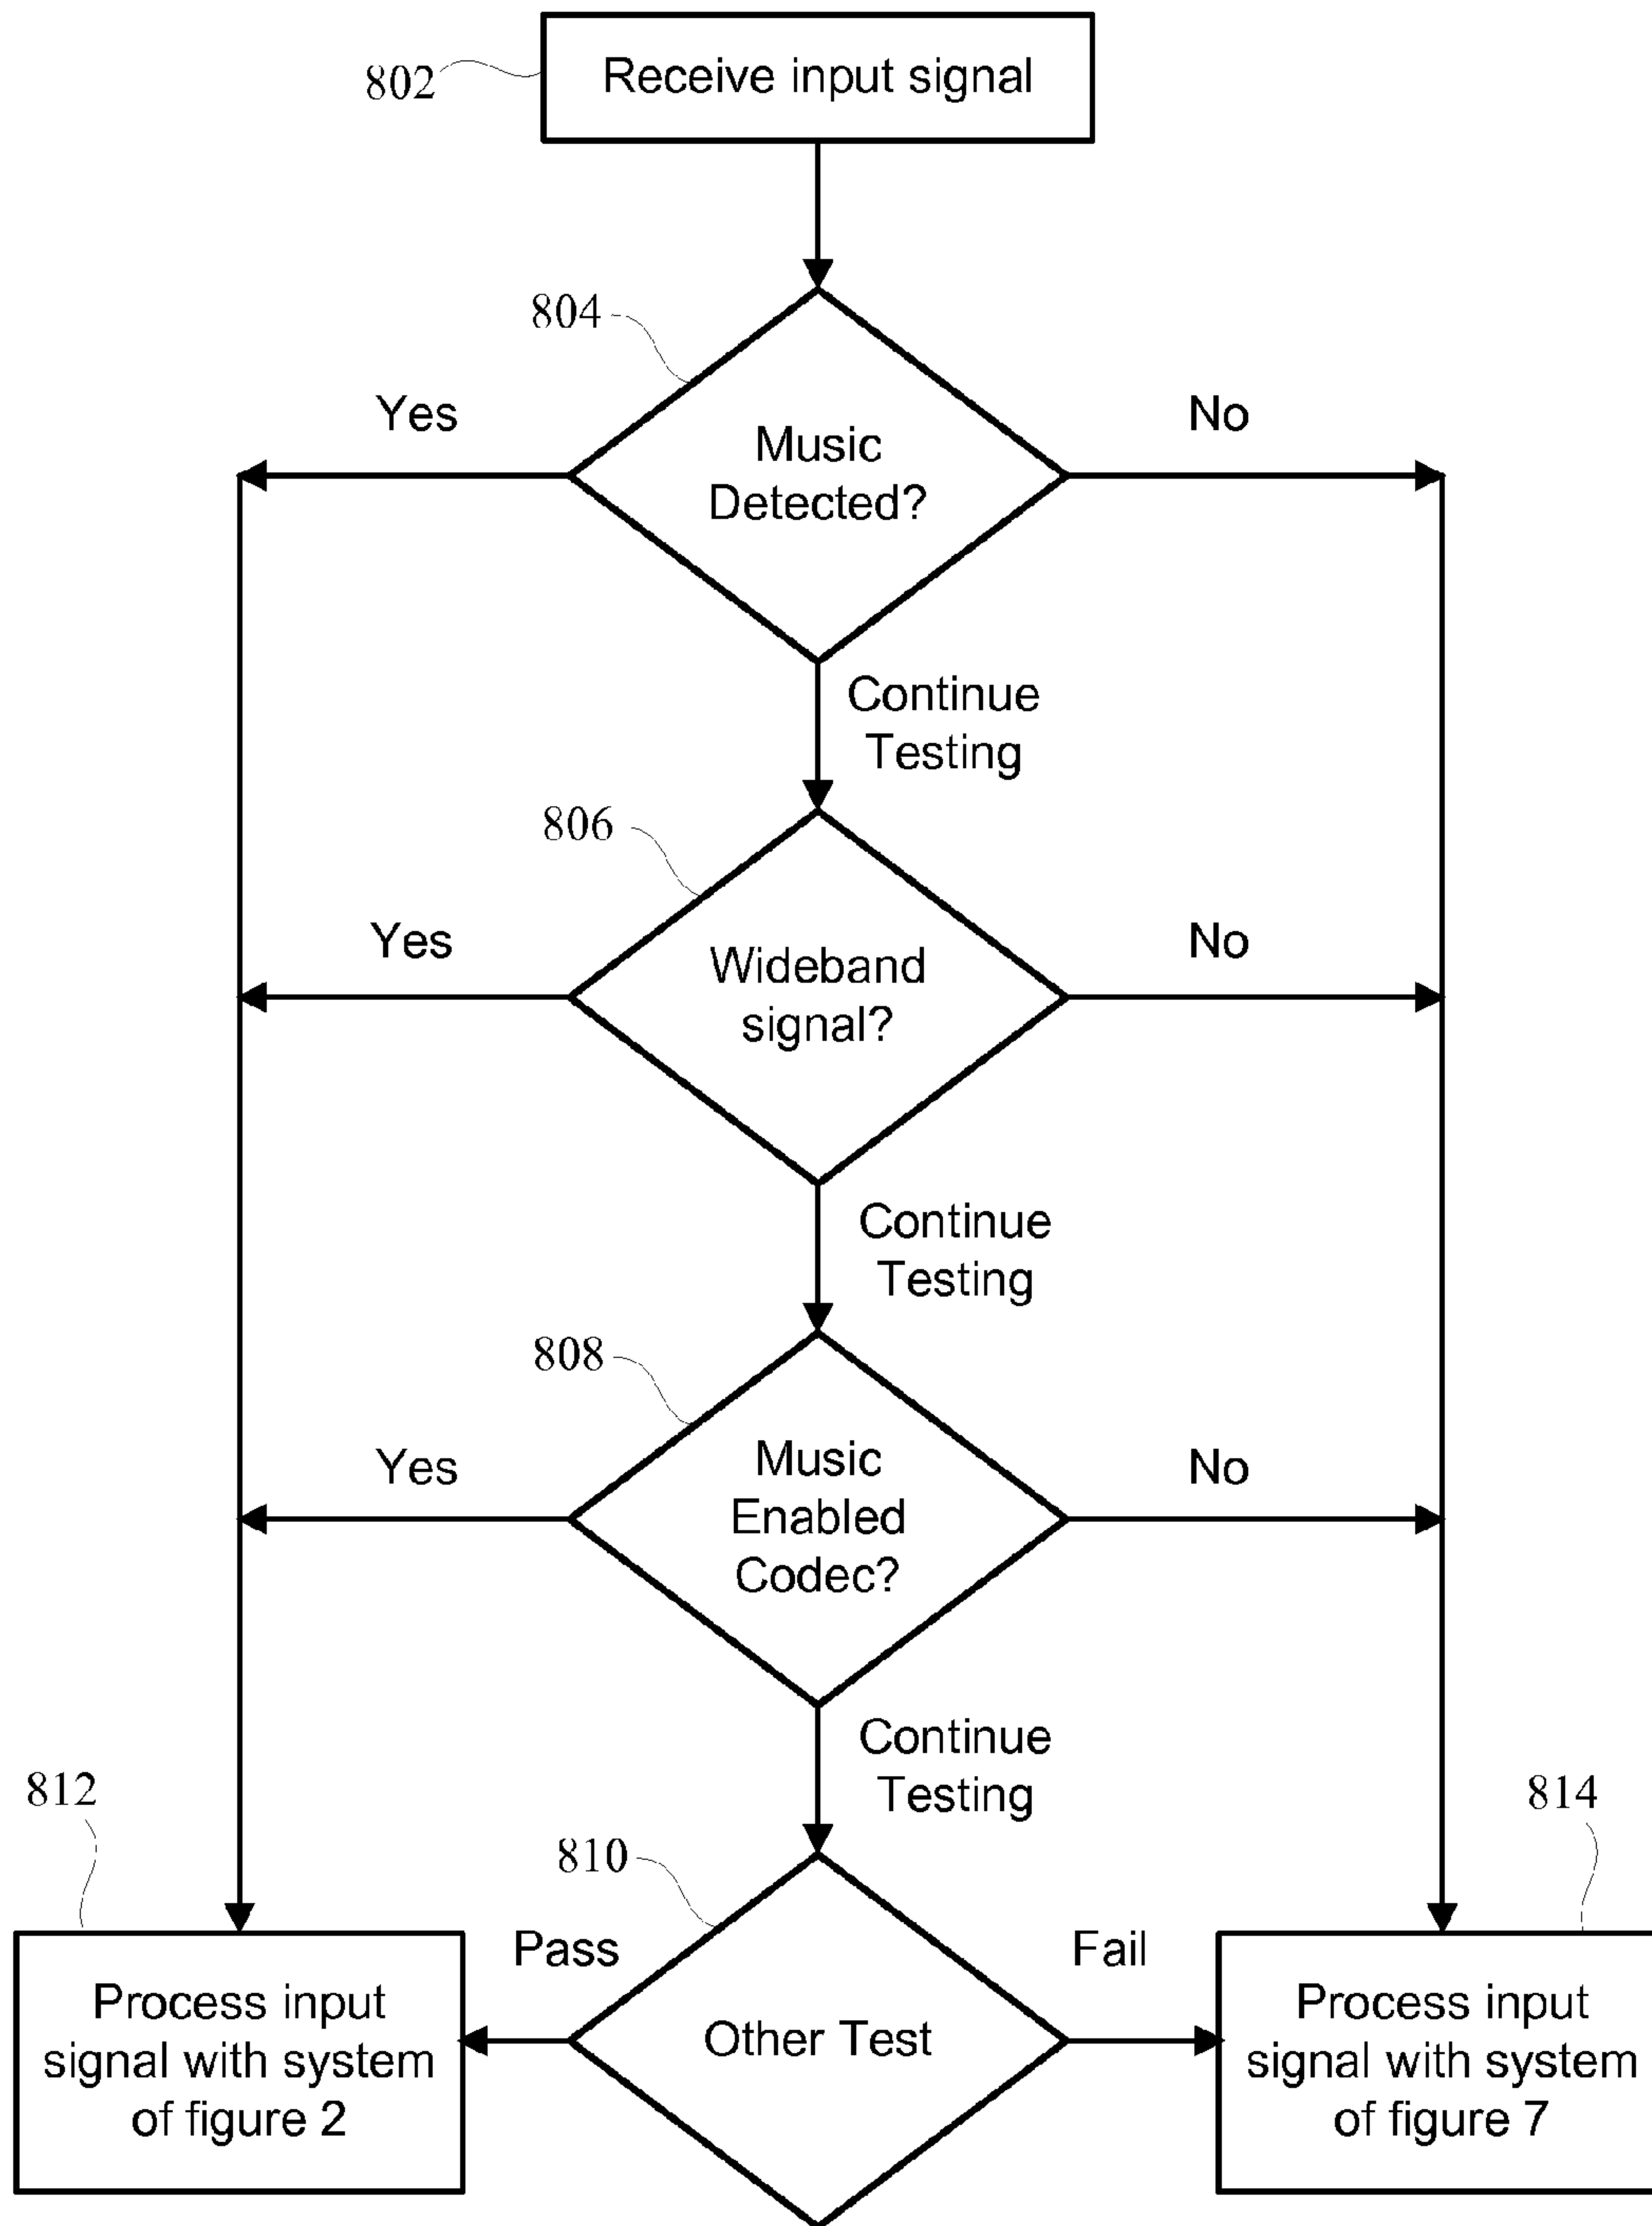 802
Receive input signal
804
Yes
No
Music
Detected?
Continue
Testing
806
Yes
No
Wideband
signal?
Continue
Testing
808
Yes
No
Music
Enabled
Codec?
Continue
Testing
812
814
810
Pass
Fail
Process input
signal with system
of figure 2
Other Test
Process input
signal with system
of figure 7